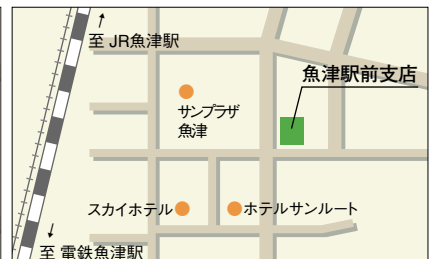 至 JR魚津駅
魚津駅前支店
サンプラザ
魚津
スカイホテル
ホテルサンルート
至 電鉄魚津駅